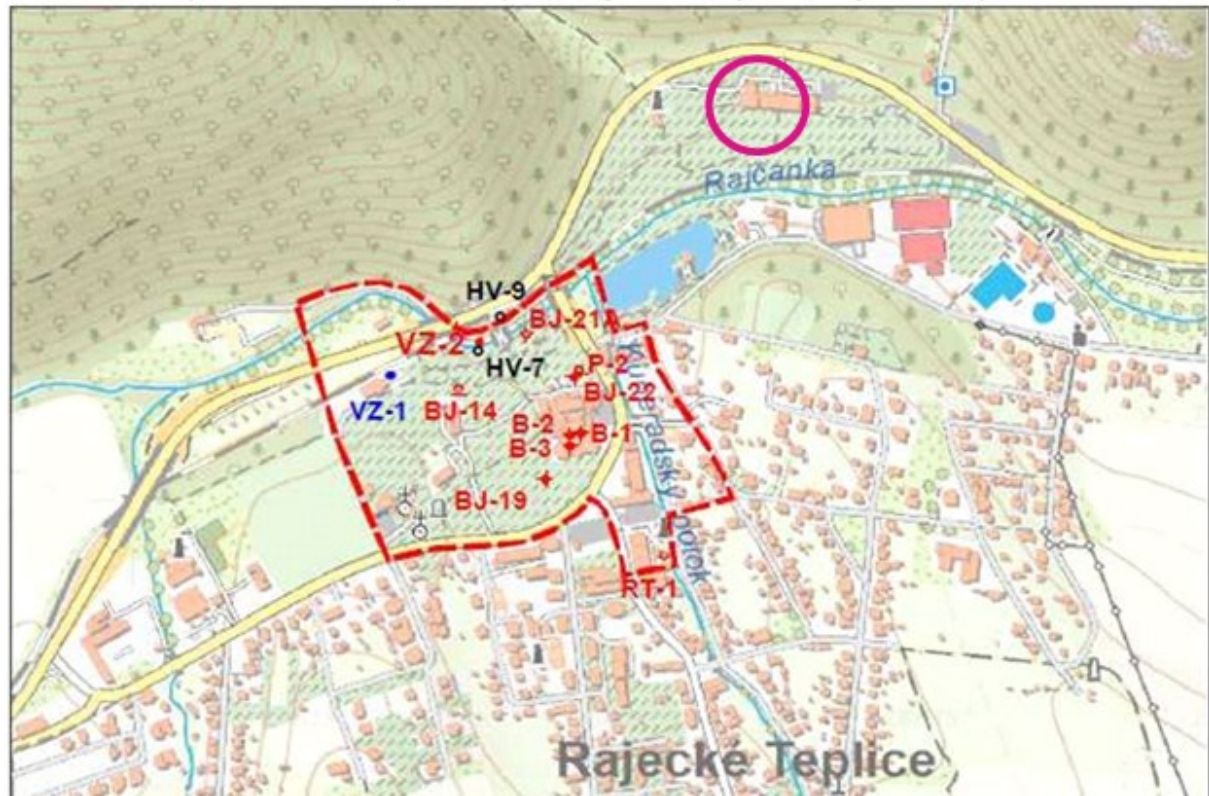 Rajčanka
HV-9
BJ-21A
VZ-2
HV-7
P-2
VZ-1
BJ-14
BJ-22
B-2
B-1
B-3
BJ-19
potok
RT-1
Rajecké Teplice